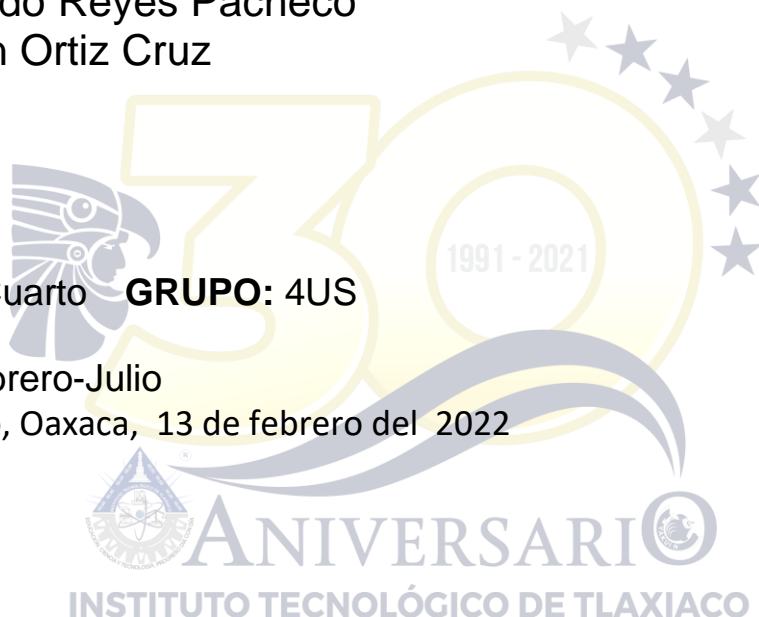 do Reyes Pacheco
n Ortiz Cruz
30
1991 - 2021
uarto GRUPO: 4US
brero-Julio
, Oaxaca, 13 de febrero del 2022
ANIVERSARIO
INSTITUTO TECNOLÓGICO DE TLAXIACO